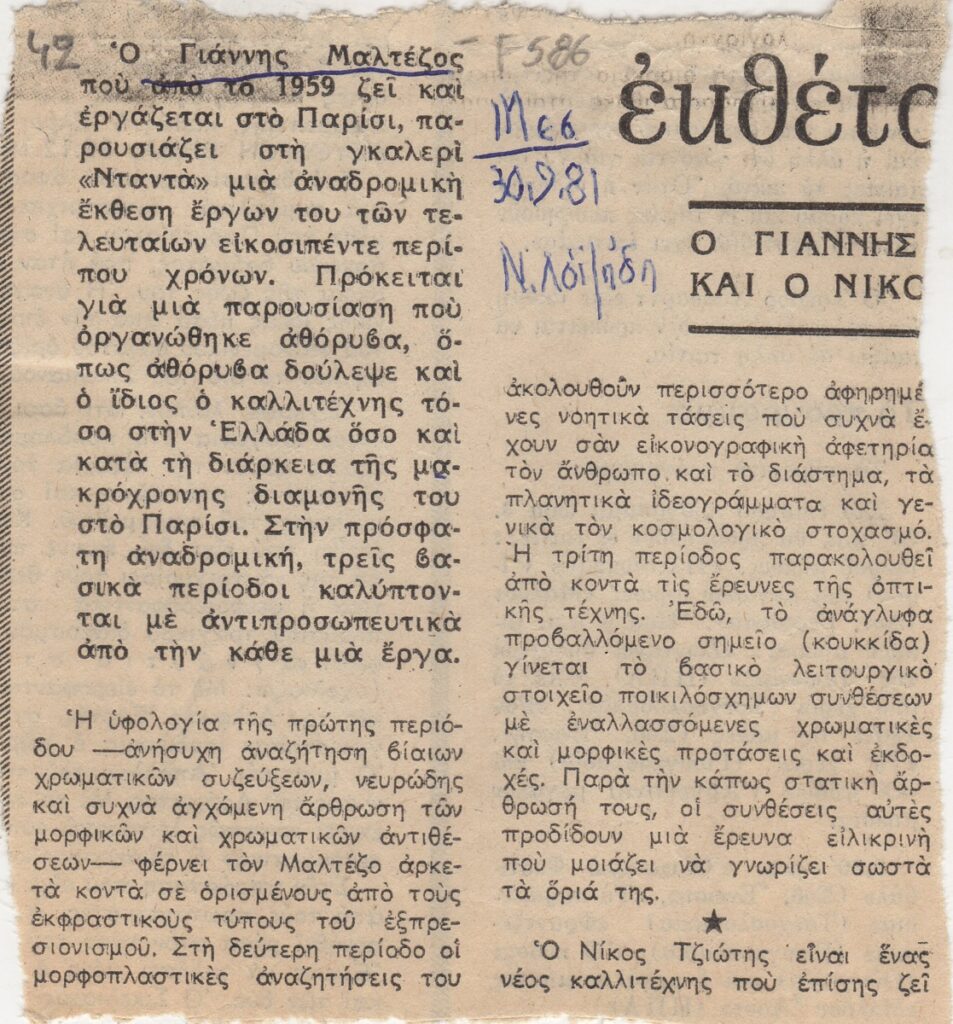 42
Ὁ Γιάννης Μαλτέζος
ποὺ ἀπὸ τὸ 1959 ζεῖ καὶ
ἐργάζεται στὸ Παρίσι, πα-
ρουσιάζει στὴ γκαλερὶ
«Νταντὰ» μιὰ ἀναδρομικὴ
ἔκθεση ἔργων του τῶν τε-
λευταίων εἰκοσιπέντε περί-
που χρόνων. Πρόκειται
γιὰ μιὰ παρουσίαση ποὺ
ὀργανώθηκε ἀθόρυβα, ὅ-
πως ἀθόρυβα δούλεψε καὶ
ὁ ἴδιος ὁ καλλιτέχνης τό-
σο στὴν Ἑλλάδα ὅσο καὶ
κατὰ τὴ διάρκεια τῆς μα-
κρόχρονης διαμονῆς του
στὸ Παρίσι. Στὴν πρόσφα-
τη ἀναδρομική, τρεῖς βα-
σικὰ περίοδοι καλύπτον-
ται μὲ ἀντιπροσωπευτικὰ
ἀπὸ τὴν κάθε μιὰ ἔργα.
Ἡ ὑφολογία τῆς πρώτης περιό-
δου —ἀνήσυχη ἀναζήτηση βίαιων
χρωματικῶν συζεύξεων, νευρώδης
καὶ συχνὰ ἀγχόμενη ἄρθρωση τῶν
μορφικῶν καὶ χρωματικῶν ἀντιθέ-
σεων— φέρνει τὸν Μαλτέζο ἀρκε-
τὰ κοντὰ σὲ ὁρισμένους ἀπὸ τοὺς
ἐκφραστικοὺς τύπους τοῦ ἐξπρε-
σιονισμοῦ. Στὴ δεύτερη περίοδο οἱ
μορφοπλαστικὲς ἀναζητήσεις του
F586
Μεσ
30.9.81
Ν. Λοϊζίδη
ἐκθέτο
Ο ΓΙΑΝΝΗΣ
ΚΑΙ Ο ΝΙΚΟ
ἀκολουθοῦν περισσότερο ἀφηρημέ
νες νοητικὰ τάσεις ποὺ συχνὰ ἔ-
χουν σὰν εἰκονογραφικὴ ἀφετηρία
τὸν ἄνθρωπο καὶ τὸ διάστημα, τὰ
πλανητικὰ ἰδεογράμματα καὶ γε-
νικὰ τὸν κοσμολογικὸ στοχασμό.
Ἡ τρίτη περίοδος παρακολουθεῖ
ἀπὸ κοντὰ τὶς ἔρευνες τῆς ὀπτι-
κῆς τέχνης. Ἐδῶ, τὸ ἀνάγλυφα
προβαλλόμενο σημεῖο (κουκκίδα)
γίνεται τὸ βασικὸ λειτουργικὸ
στοιχεῖο ποικιλόσχημων συνθέσεων
μὲ ἐναλλασσόμενες χρωματικὲς
καὶ μορφικὲς προτάσεις καὶ ἐκδο-
χές. Παρὰ τὴν κάπως στατικὴ ἄρ-
θρωσή τους, οἱ συνθέσεις αὐτὲς
προδίδουν μιὰ ἔρευνα εἰλικρινὴ
ποὺ μοιάζει νὰ γνωρίζει σωστὰ
τὰ ὅριά της.
★
Ὁ Νίκος Τζιώτης εἶναι ἕνας
νέος καλλιτέχνης ποὺ ἐπίσης ζεῖ